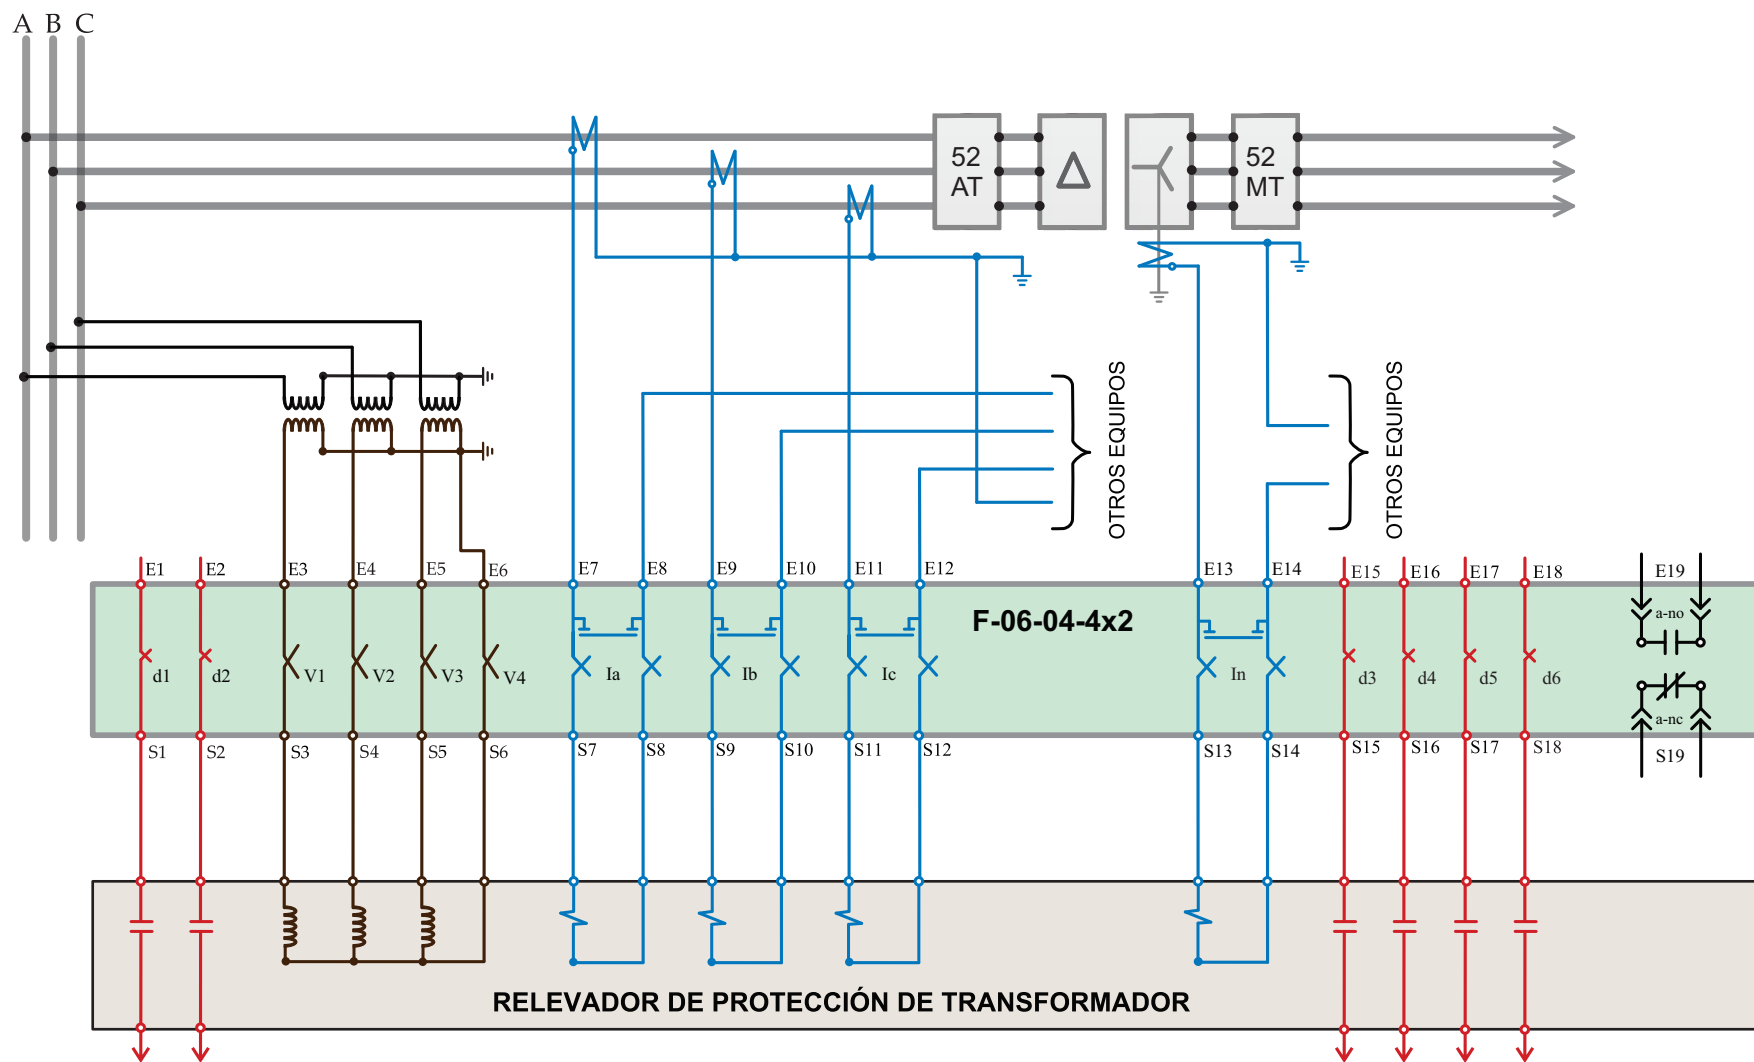 A B C
52
AT
52
MT
OTROS EQUIPOS
OTROS EQUIPOS
E1 E2 E3 E4 E5 E6 E7 E8 E9 E10 E11 E12 E13 E14 E15 E16 E17 E18 E19
F-06-04-4x2
a-no
d1 d2 V1 V2 V3 V4 Ia Ib Ic In d3 d4 d5 d6
a-nc
S1 S2 S3 S4 S5 S6 S7 S8 S9 S10 S11 S12 S13 S14 S15 S16 S17 S18 S19
RELEVADOR DE PROTECCIÓN DE TRANSFORMADOR